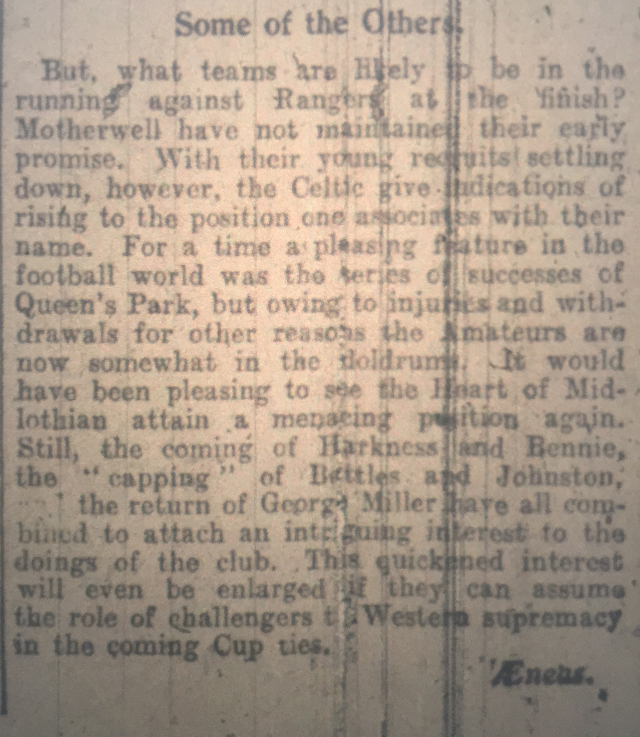 Some of the Others.
But, what teams are likely to be in the
running against Rangers at the finish?
Motherwell have not maintained their early
promise. With their young recruits settling
down, however, the Celtic give indications of
rising to the position one associates with their
name. For a time a pleasing feature in the
football world was the series of successes of
Queen's Park, but owing to injuries and with-
drawals for other reasons the Amateurs are
now somewhat in the doldrums. It would
have been pleasing to see the Heart of Mid-
lothian attain a menacing position again.
Still, the coming of Harkness and Bennie,
the "capping" of Battles and Johnston,
the return of George Miller have all com-
bined to attach an intriguing interest to the
doings of the club. This quickened interest
will even be enlarged if they can assume
the role of challengers to Western supremacy
in the coming Cup ties.
Æneas.